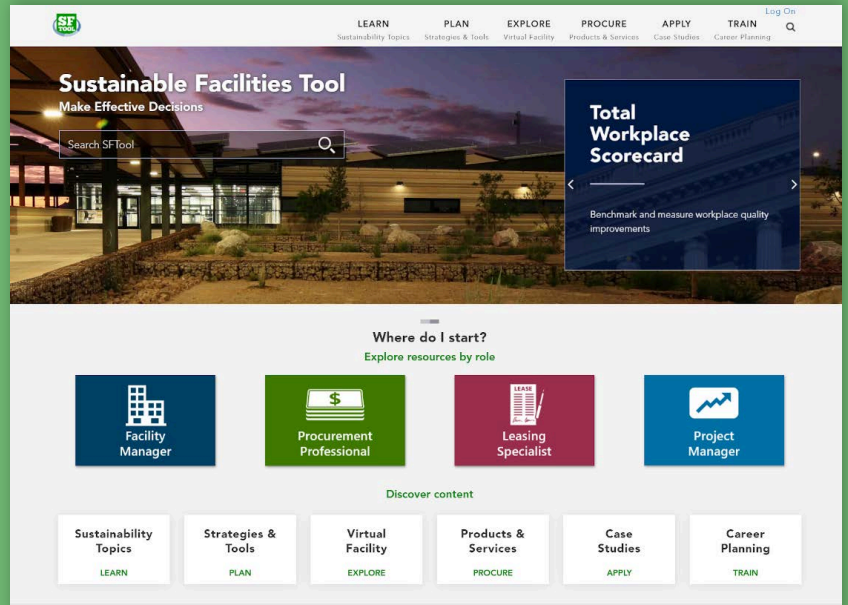 Log On
SF
TOOL
LEARN PLAN EXPLORE PROCURE APPLY TRAIN
Sustainability Topics Strategies & Tools Virtual Facility Products & Services Case Studies Career Planning
Sustainable Facilities Tool
Make Effective Decisions
Search SFTool
Total
Workplace
Scorecard
Benchmark and measure workplace quality
improvements
Where do I start?
Explore resources by role
LEASE
$
Facility
Manager
Procurement
Professional
Leasing
Specialist
Project
Manager
Discover content
Sustainability
Topics
LEARN
Strategies &
Tools
PLAN
Virtual
Facility
EXPLORE
Products &
Services
PROCURE
Case
Studies
APPLY
Career
Planning
TRAIN